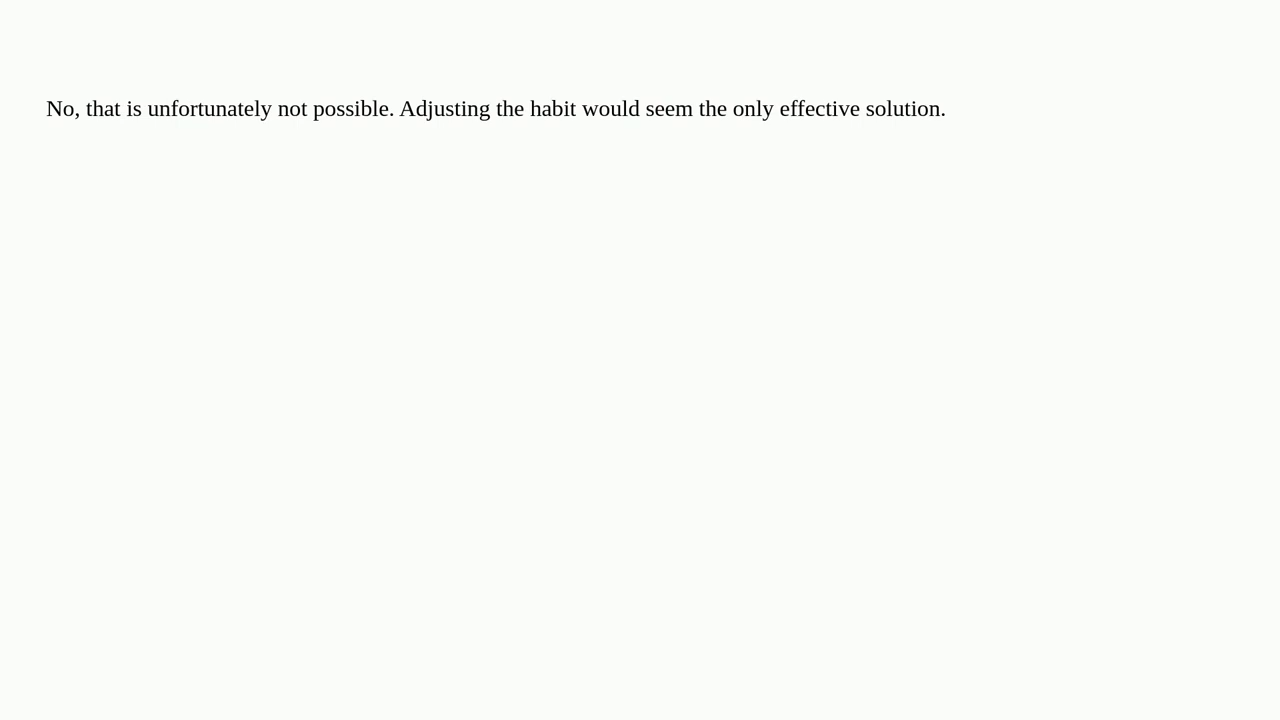 No, that is unfortunately not possible. Adjusting the habit would seem the only effective solution.